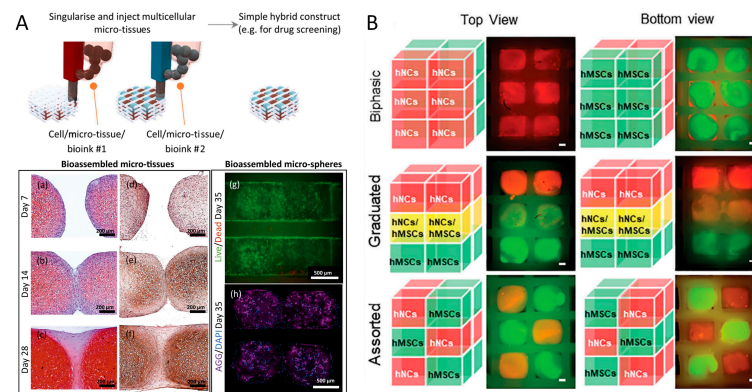 A
Singularise and inject multicellular
micro-tissues
Simple hybrid construct
(e.g. for drug screening)
Cell/micro-tissue/
bioink #1
Cell/micro-tissue/
bioink #2
Bioassembled micro-tissues
Bioassembled micro-spheres
Day 7
(a)
200 µm
(d)
200 µm
Day 14
(b)
200 µm
(e)
200 µm
Day 28
(c)
200 µm
(f)
200 µm
Live/Dead Day 35
(g)
500 µm
AGG/DAPI Day 35
(h)
500 µm
B
Top View
Bottom view
Biphasic
hNCs hNCs
hNCs hNCs
hNCs hNCs
hMSCs hMSCs
hMSCs hMSCs
hMSCs hMSCs
Graduated
hNCs hNCs
hNCs/ hNCs/
hMSCs hMSCs
hMSCs hMSCs
hNCs hNCs
hNCs/ hNCs/
hMSCs hMSCs
hMSCs hMSCs
Assorted
hNCs hMSCs
hMSCs hNCs
hNCs hMSCs
hMSCs hNCs
hNCs hMSCs
hMSCs hNCs